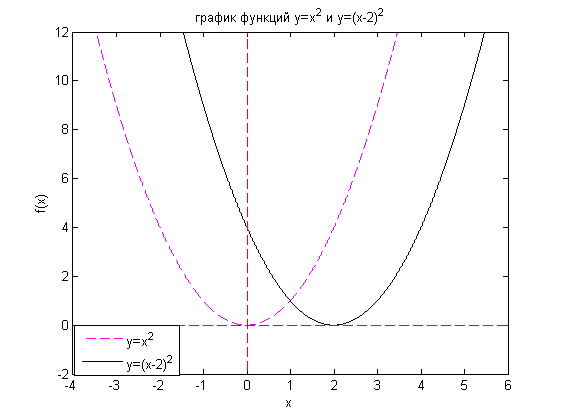 график функций y=x² и y=(x-2)²
12
10
8
6
4
2
0
-2
f(x)
y=x²
y=(x-2)²
-4 -3 -2 -1 0 1 2 3 4 5 6
x